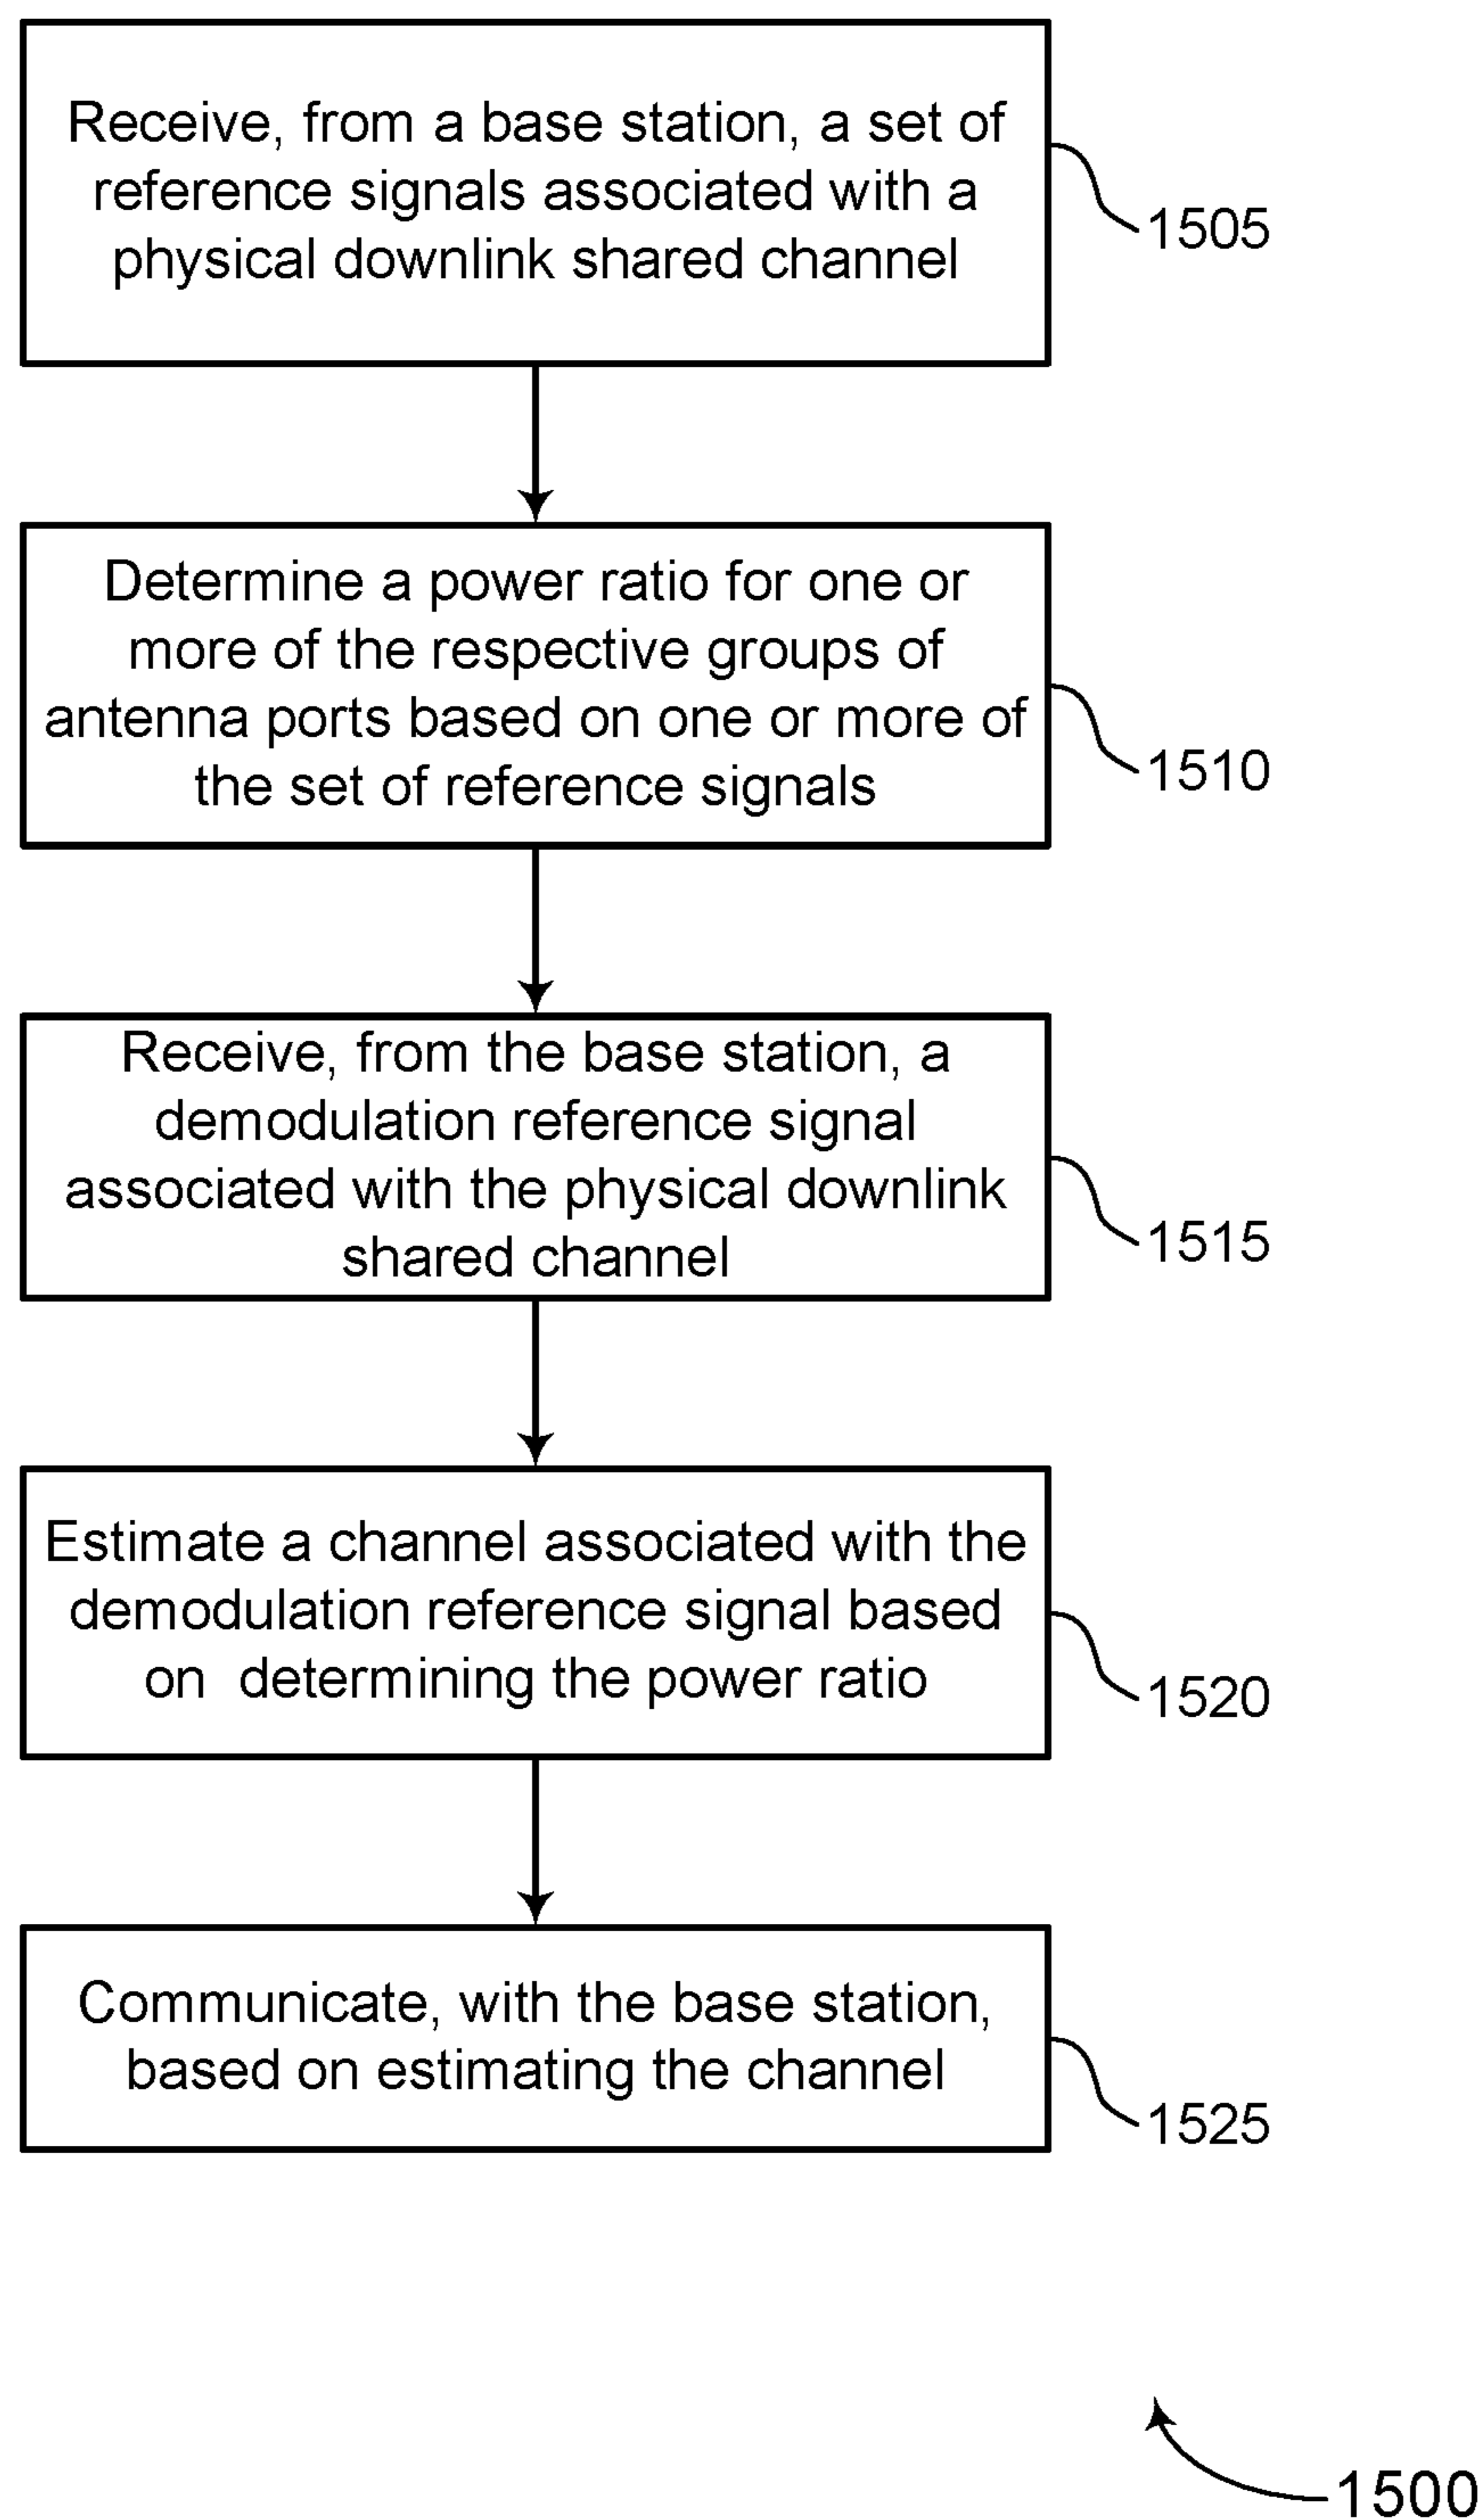 Receive, from a base station, a set of
reference signals associated with a
physical downlink shared channel
1505
Determine a power ratio for one or
more of the respective groups of
antenna ports based on one or more of
the set of reference signals
1510
Receive, from the base station, a
demodulation reference signal
associated with the physical downlink
shared channel
1515
Estimate a channel associated with the
demodulation reference signal based
on determining the power ratio
1520
Communicate, with the base station,
based on estimating the channel
1525
1500